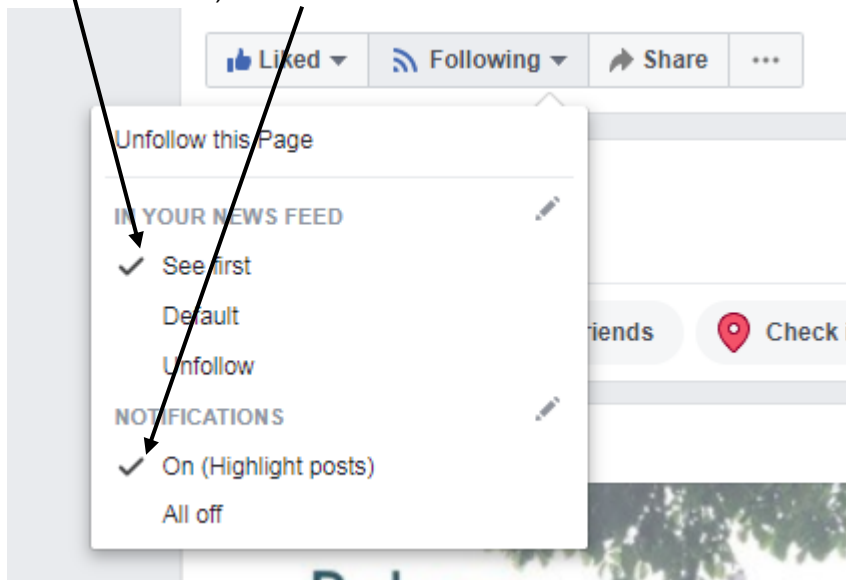 Liked Following Share ...
Unfollow this Page
IN YOUR NEWS FEED
See first
Default
riends Check
Unfollow
NOTIFICATIONS
On (Highlight posts)
All off